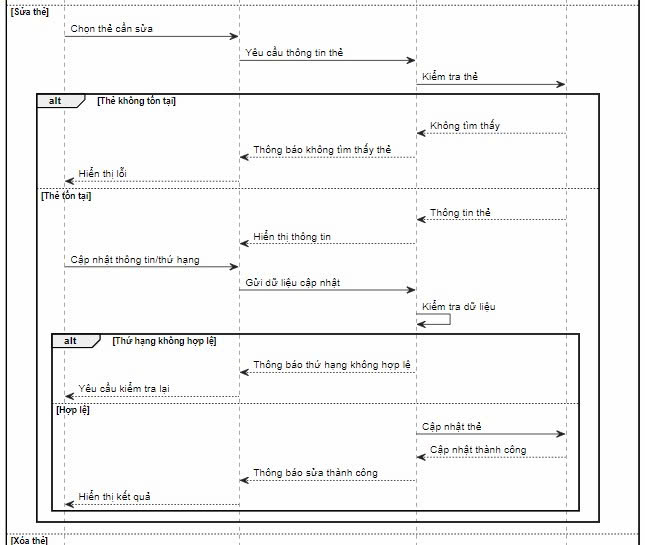 [Sửa thẻ]
Chọn thẻ cần sửa
Yêu cầu thông tin thẻ
Kiểm tra thẻ
alt [Thẻ không tồn tại]
Không tìm thấy
Thông báo không tìm thấy thẻ
Hiển thị lỗi
[Thẻ tồn tại]
Thông tin thẻ
Hiển thị thông tin
Cập nhật thông tin/thứ hạng
Gửi dữ liệu cập nhật
Kiểm tra dữ liệu
alt [Thứ hạng không hợp lệ]
Thông báo thứ hạng không hợp lệ
Yêu cầu kiểm tra lại
[Hợp lệ]
Cập nhật thẻ
Cập nhật thành công
Thông báo sửa thành công
Hiển thị kết quả
[Xóa thẻ]